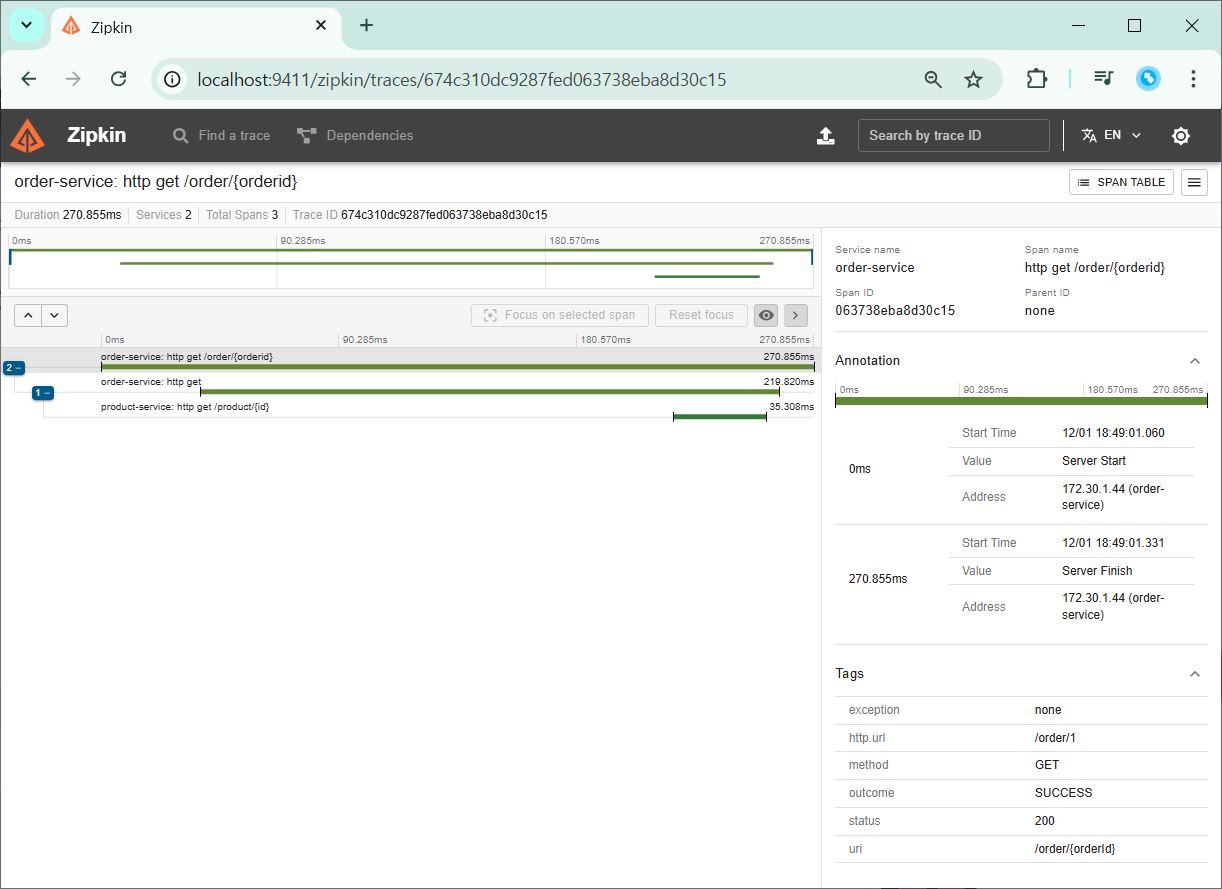 Zipkin
localhost:9411/zipkin/traces/674c310dc9287fed063738eba8d30c15
Zipkin Find a trace Dependencies Search by trace ID EN
order-service: http get /order/{orderid} SPAN TABLE
Duration 270.855ms Services 2 Total Spans 3 Trace ID 674c310dc9287fed063738eba8d30c15
0ms 90.285ms 180.570ms 270.855ms
Focus on selected span Reset focus
0ms 90.285ms 180.570ms 270.855ms
order-service: http get /order/{orderid} 270.855ms
2 −
order-service: http get 219.820ms
1 −
product-service: http get /product/{id} 35.308ms
Service name Span name
order-service http get /order/{orderid}
Span ID Parent ID
063738eba8d30c15 none
Annotation
0ms 90.285ms 180.570ms 270.855ms
0ms
Start Time 12/01 18:49:01.060
Value Server Start
Address 172.30.1.44 (order-
service)
270.855ms
Start Time 12/01 18:49:01.331
Value Server Finish
Address 172.30.1.44 (order-
service)
Tags
exception none
http.url /order/1
method GET
outcome SUCCESS
status 200
uri /order/{orderId}